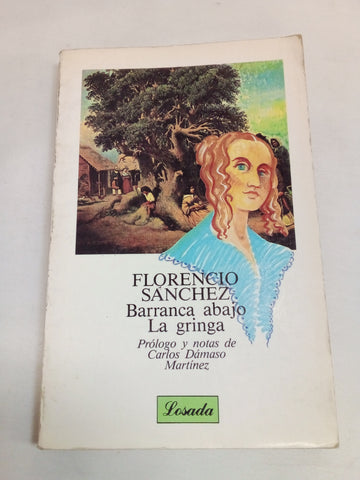 FLORENCIO
SÁNCHEZ
Barranca abajo
La gringa
Prólogo y notas de
Carlos Dámaso
Martínez
Losada